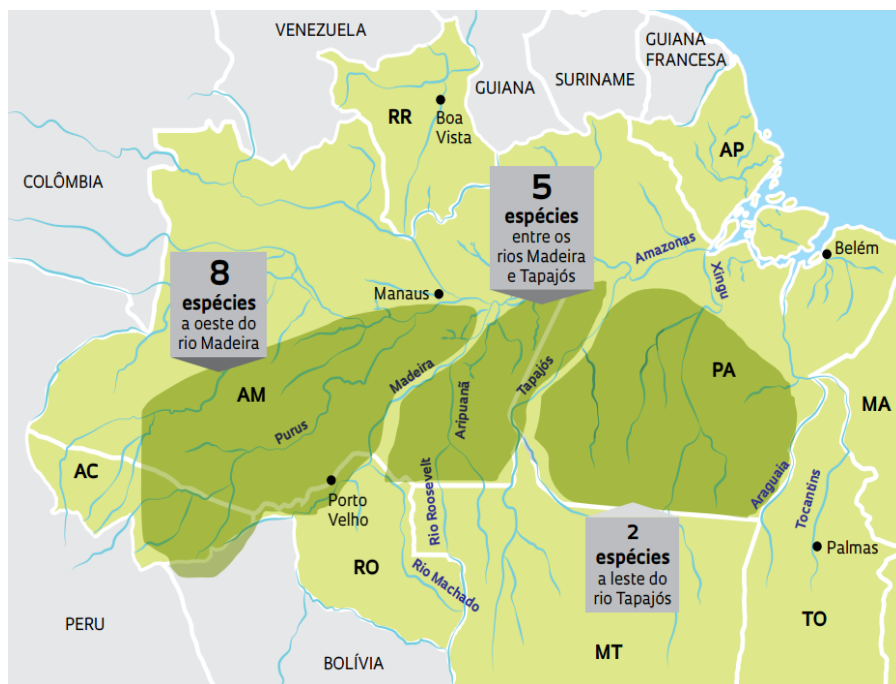 VENEZUELA
GUIANA
FRANCESA
GUIANA
SURINAME
RR
Boa
Vista
AP
COLÔMBIA
5
espécies
entre os
rios Madeira
e Tapajós
Amazonas
Xingu
Belém
8
espécies
a oeste do
rio Madeira
Manaus
Madeira
Tapajós
PA
AM
Aripuanã
MA
Purus
AC
Porto
Velho
Rio Roosevelt
Araguaia
Tocantins
2
espécies
a leste do
rio Tapajós
Palmas
RO
Rio Machado
PERU
TO
MT
BOLÍVIA